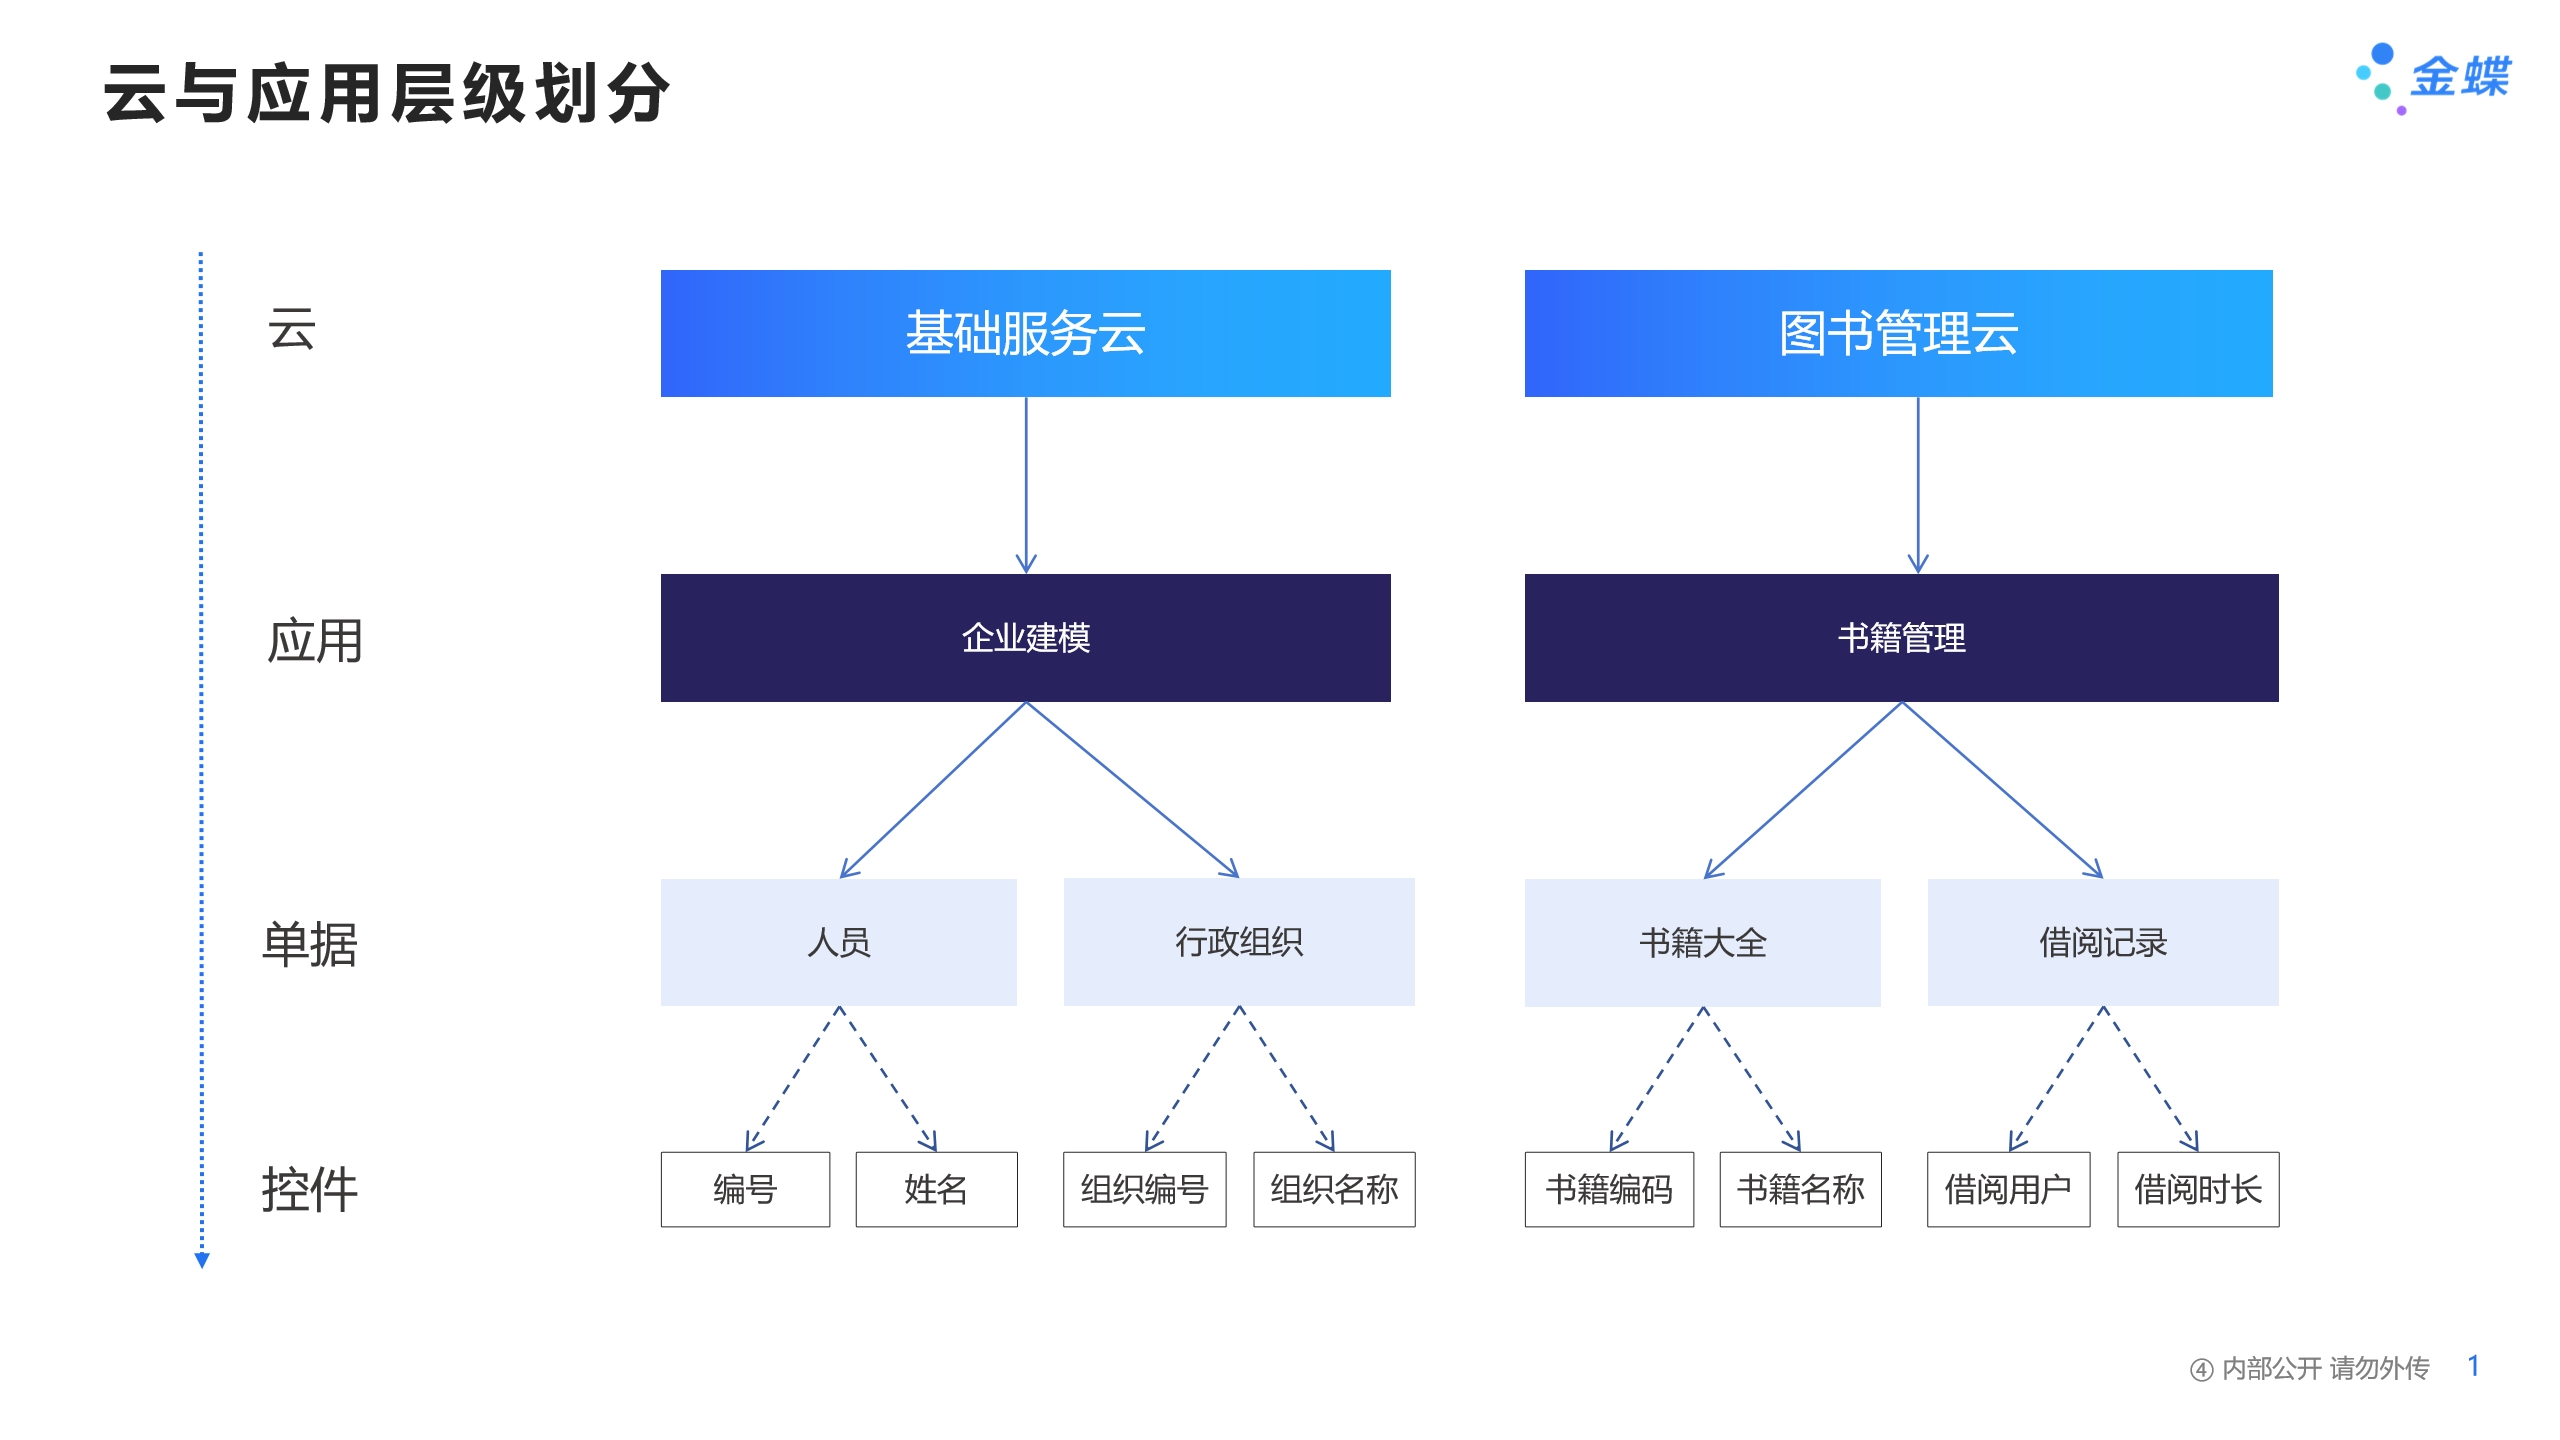 云与应用层级划分
金蝶
云
基础服务云
图书管理云
应用
企业建模
书籍管理
单据
人员
行政组织
书籍大全
借阅记录
控件
编号
姓名
组织编号
组织名称
书籍编码
书籍名称
借阅用户
借阅时长
④ 内部公开 请勿外传
1